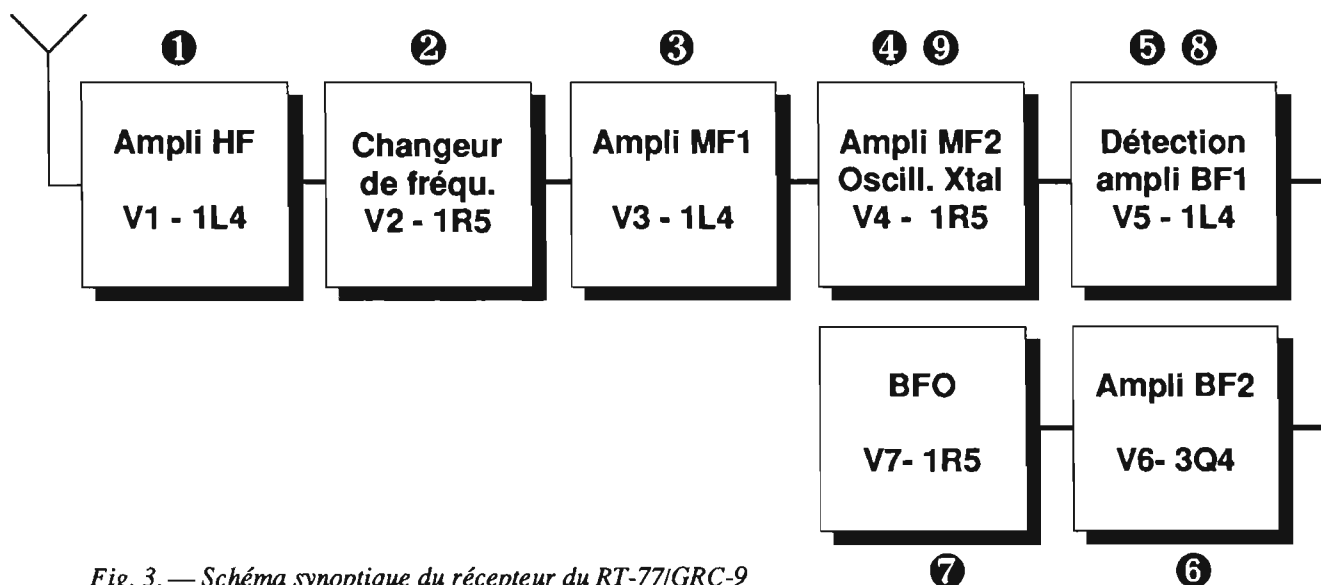 ❶ ❷ ❸ ❹ ❾ ❺ ❽
Ampli HF
V1 - 1L4
Changeur
de fréqu.
V2 - 1R5
Ampli MF1
V3 - 1L4
Ampli MF2
Oscill. Xtal
V4 - 1R5
Détection
ampli BF1
V5 - 1L4
BFO
V7- 1R5
Ampli BF2
V6- 3Q4
❼ ❻
Fig. 3. — Schéma synoptique du récepteur du RT-77/GRC-9